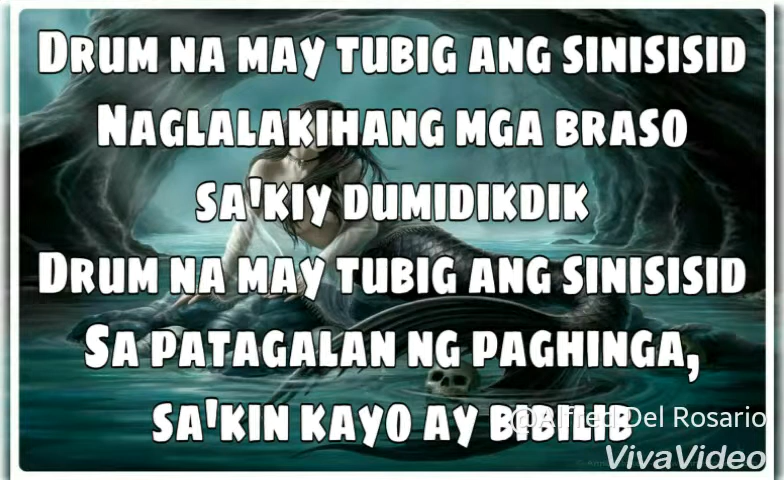 Drum na may tubig ang sinisisid
Naglalakihang mga braso
sa'kiy dumidikdik
Drum na may tubig ang sinisisid
Sa patagalan ng paghinga,
sa'kin kayo ay bibilib
@Alfred Del Rosario
VivaVideo